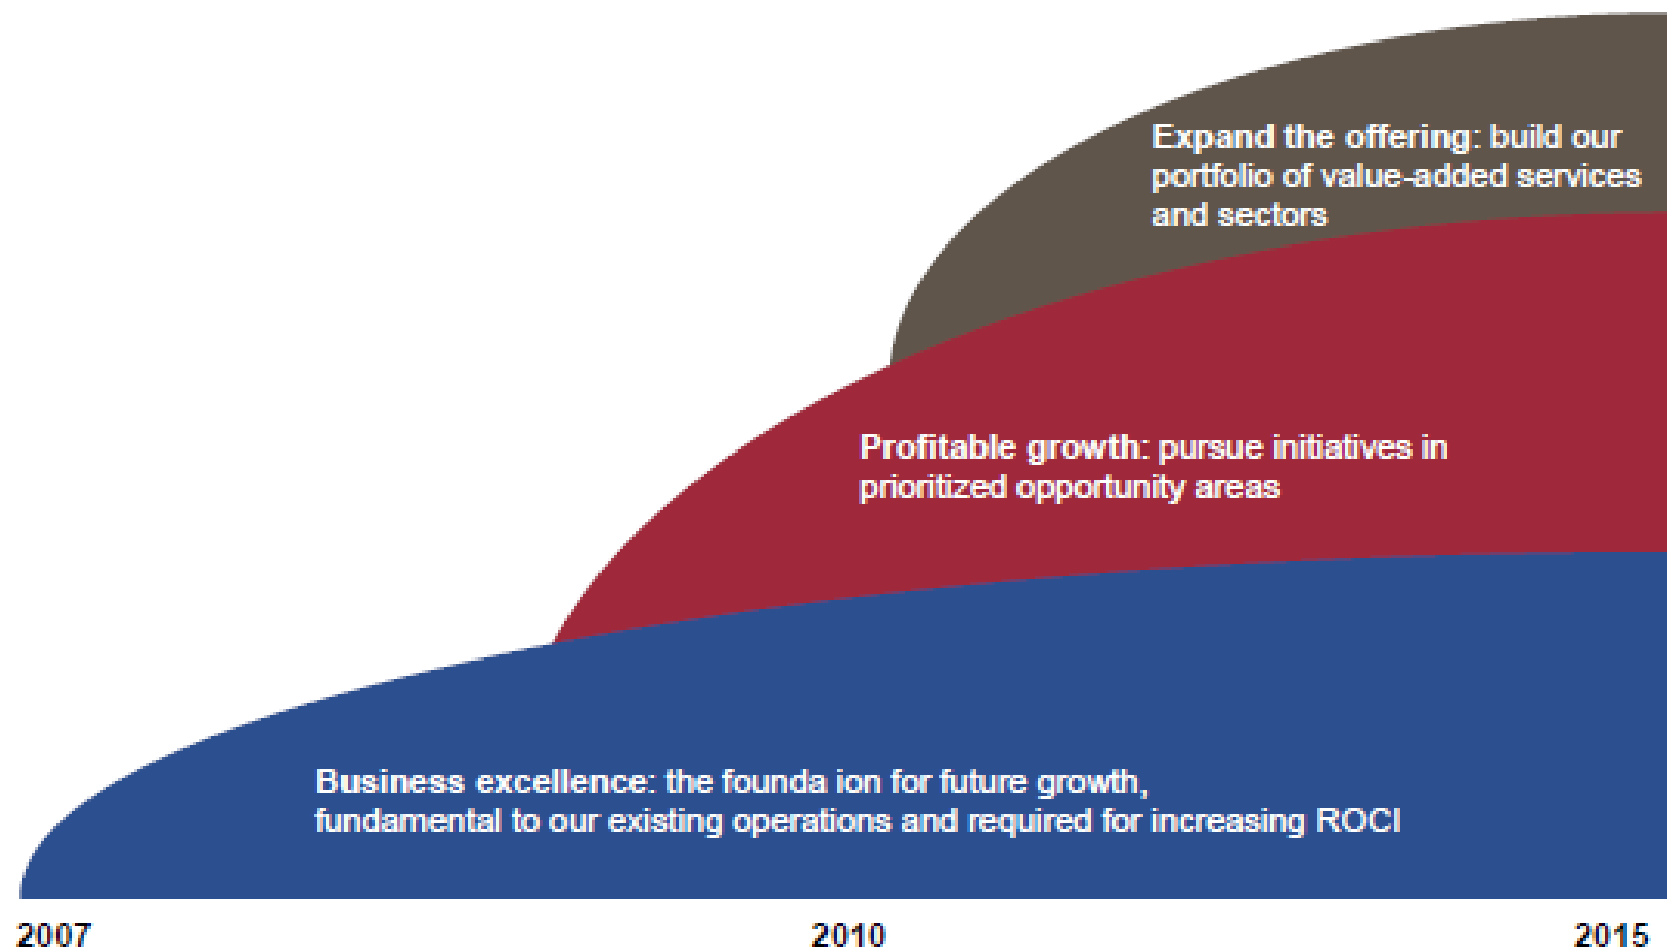 Expand the offering: build our
portfolio of value-added services
and sectors
Profitable growth: pursue initiatives in
prioritized opportunity areas
Business excellence: the founda ion for future growth,
fundamental to our existing operations and required for increasing ROCI
2007 2010 2015